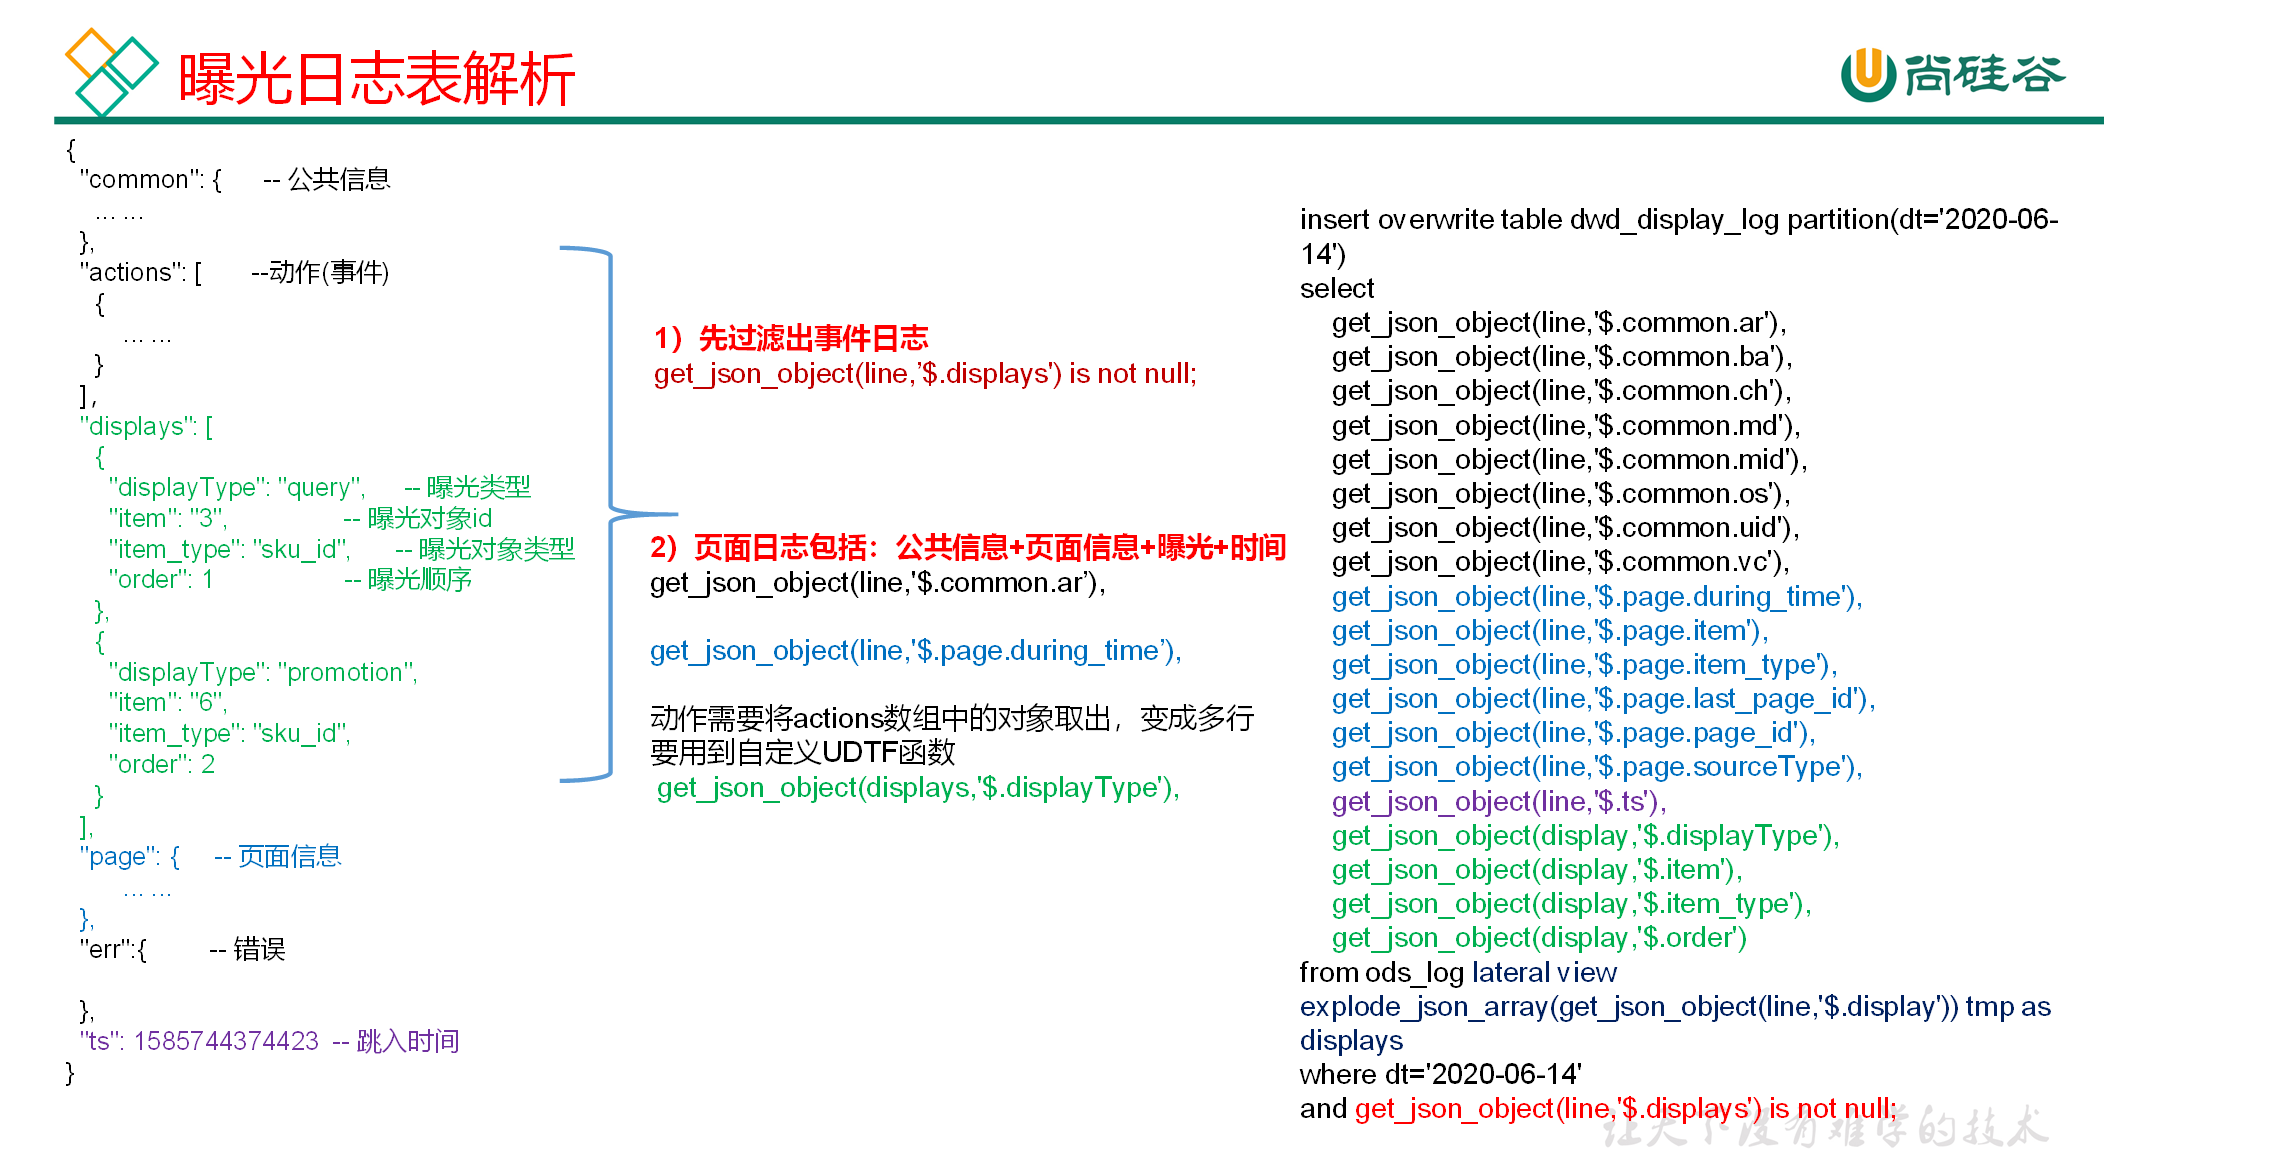 曝光日志表解析
尚硅谷
{
"common": { -- 公共信息
... ...
},
"actions": [ --动作(事件)
{
... ...
}
] ,
"displays": [
{
"displayType": "query", -- 曝光类型
"item": "3", -- 曝光对象id
"item_type": "sku_id", -- 曝光对象类型
"order": 1 -- 曝光顺序
},
{
"displayType": "promotion",
"item": "6",
"item_type": "sku_id",
"order": 2
}
],
"page": { -- 页面信息
... ...
},
"err":{ -- 错误
},
"ts": 1585744374423 -- 跳入时间
}
1）先过滤出事件日志
get_json_object(line,’$.displays') is not null;
2）页面日志包括：公共信息+页面信息+曝光+时间
get_json_object(line,'$.common.ar’),
get_json_object(line,'$.page.during_time’),
动作需要将actions数组中的对象取出，变成多行
要用到自定义UDTF函数
get_json_object(displays,'$.displayType'),
insert overwrite table dwd_display_log partition(dt='2020-06-
14')
select
get_json_object(line,'$.common.ar'),
get_json_object(line,'$.common.ba'),
get_json_object(line,'$.common.ch'),
get_json_object(line,'$.common.md'),
get_json_object(line,'$.common.mid'),
get_json_object(line,'$.common.os'),
get_json_object(line,'$.common.uid'),
get_json_object(line,'$.common.vc'),
get_json_object(line,'$.page.during_time'),
get_json_object(line,'$.page.item'),
get_json_object(line,'$.page.item_type'),
get_json_object(line,'$.page.last_page_id'),
get_json_object(line,'$.page.page_id'),
get_json_object(line,'$.page.sourceType'),
get_json_object(line,'$.ts'),
get_json_object(display,'$.displayType'),
get_json_object(display,'$.item'),
get_json_object(display,'$.item_type'),
get_json_object(display,'$.order')
from ods_log lateral view
explode_json_array(get_json_object(line,'$.display')) tmp as
displays
where dt='2020-06-14'
and get_json_object(line,'$.displays') is not null;
让天下没有难学的技术